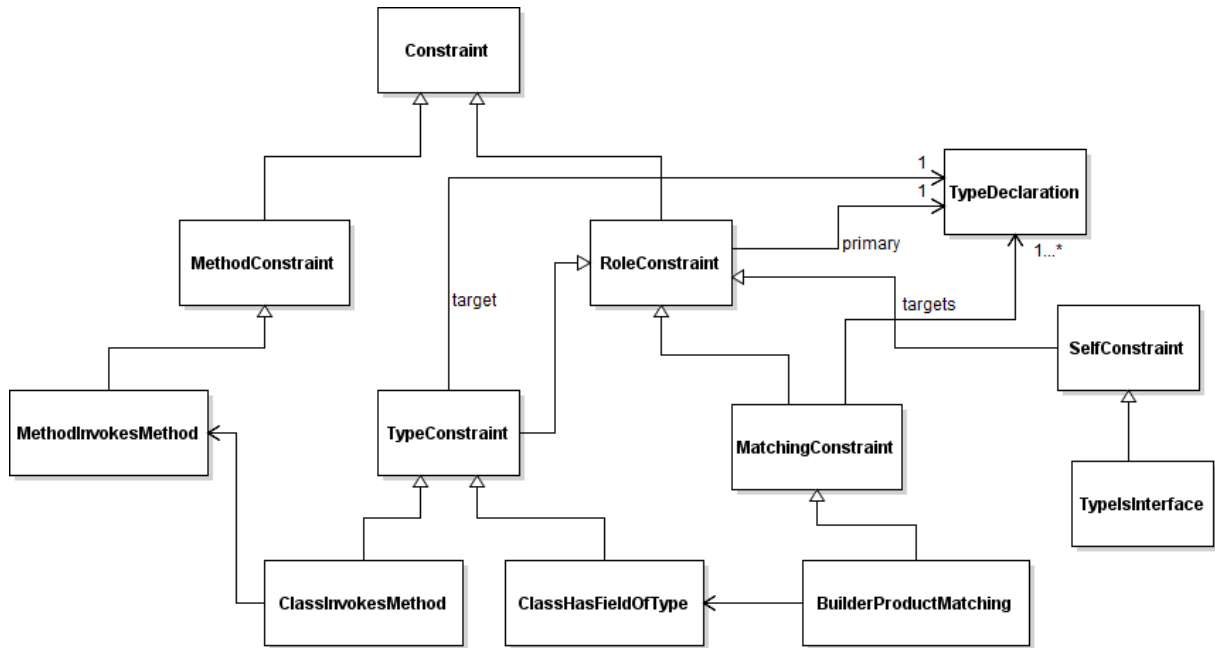 Constraint
1
TypeDeclaration
1
MethodConstraint
RoleConstraint
primary
1...*
target
targets
SelfConstraint
MethodInvokesMethod
TypeConstraint
MatchingConstraint
TypeIsInterface
ClassInvokesMethod
ClassHasFieldOfType
BuilderProductMatching